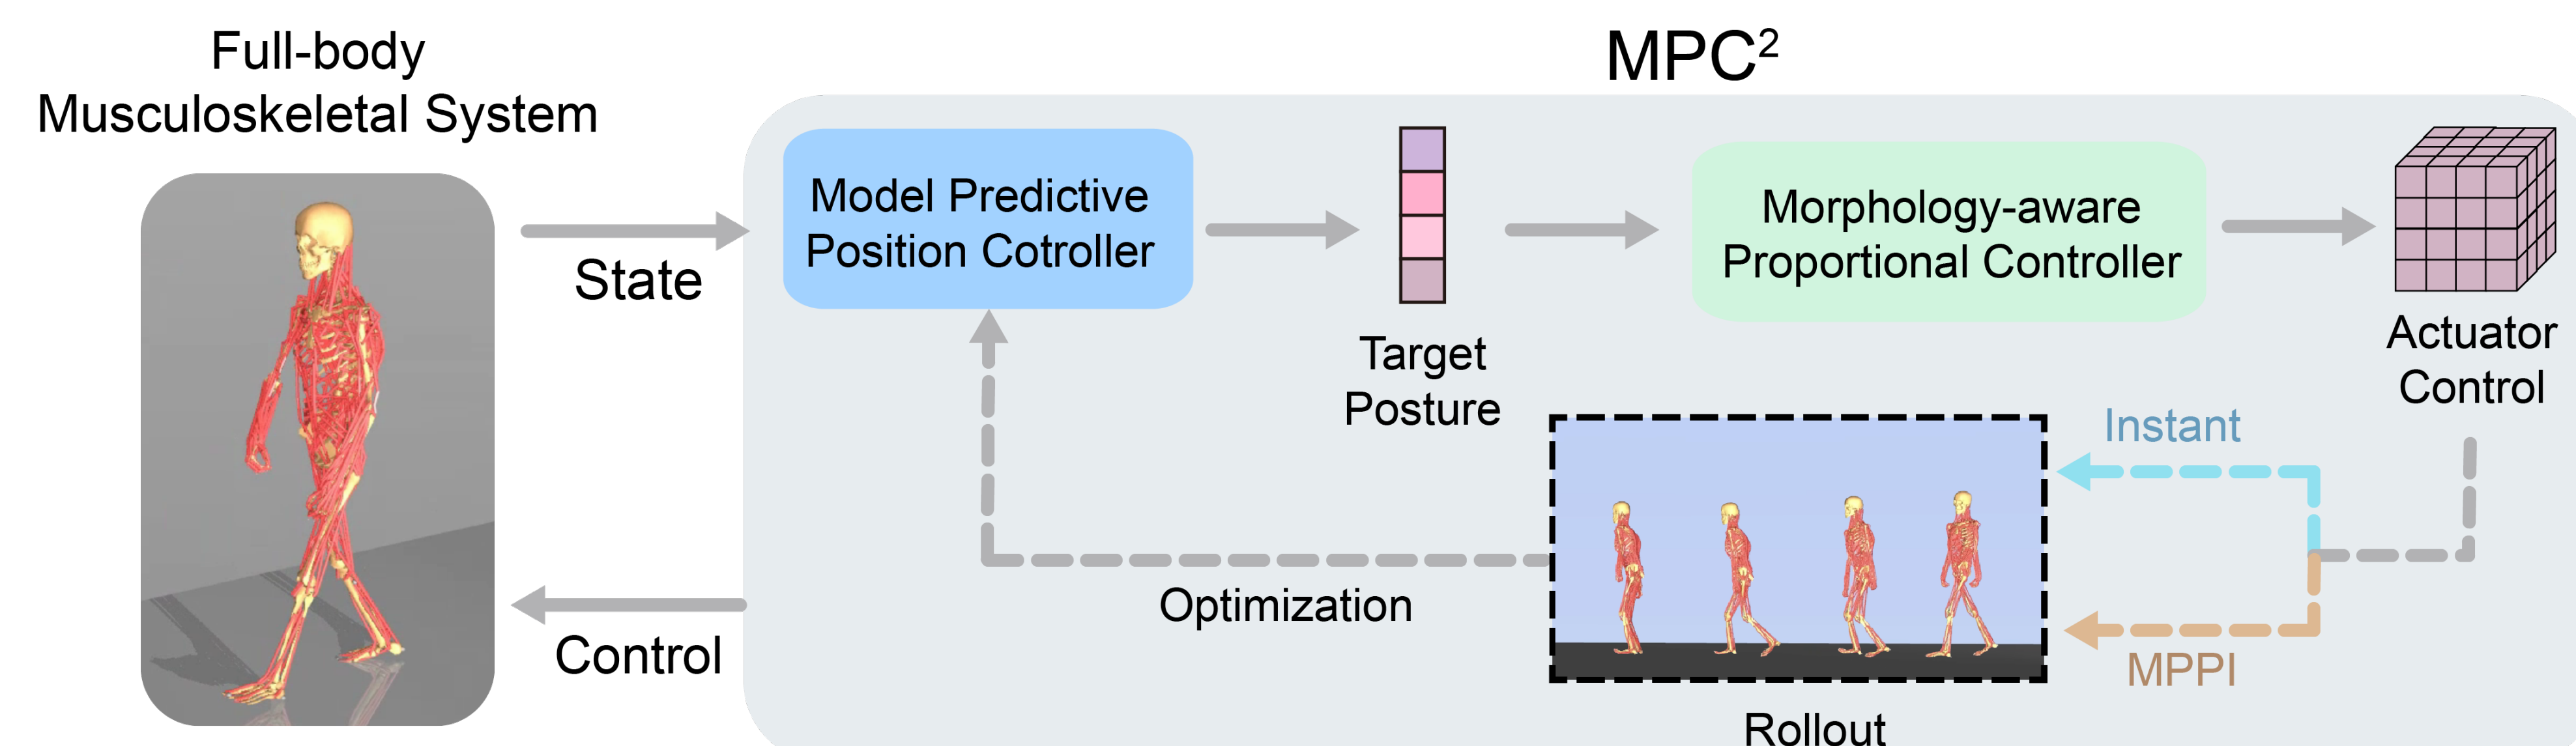 Full-body
Musculoskeletal System
MPC²
Model Predictive
Position Cotroller
Morphology-aware
Proportional Controller
State
Target
Posture
Actuator
Control
Instant
Optimization
MPPI
Control
Rollout